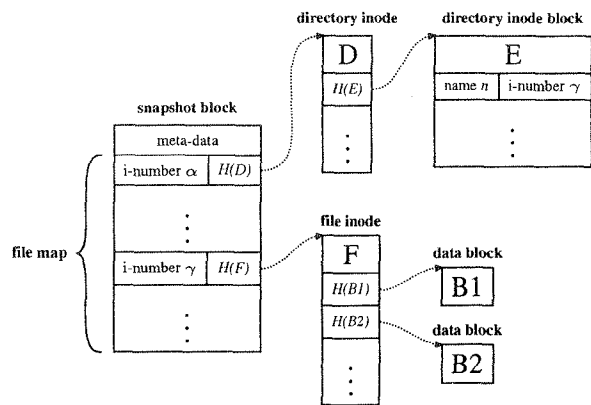 directory inode
directory inode block
D
E
H(E)
name n
i-number γ
snapshot block
meta-data
i-number α
H(D)
file map
i-number γ
H(F)
file inode
F
H(B1)
H(B2)
data block
B1
data block
B2